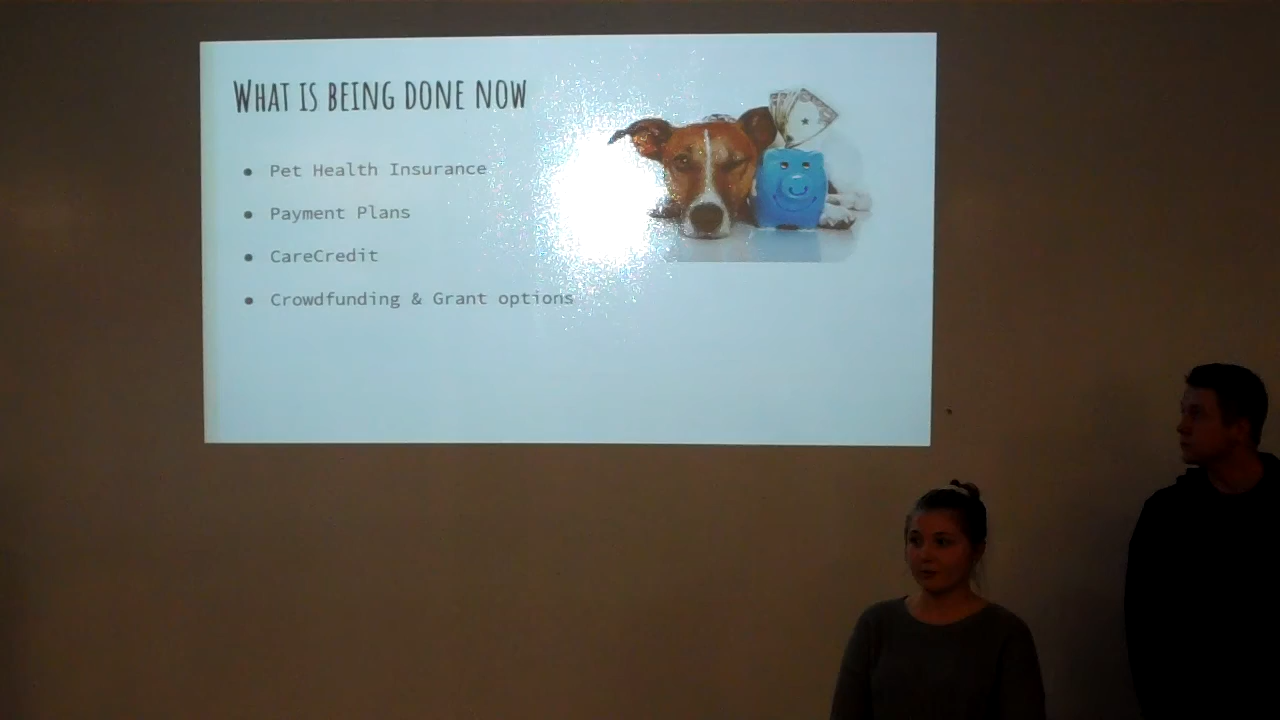 What is being done now
● Pet Health Insurance
● Payment Plans
● CareCredit
● Crowdfunding & Grant options